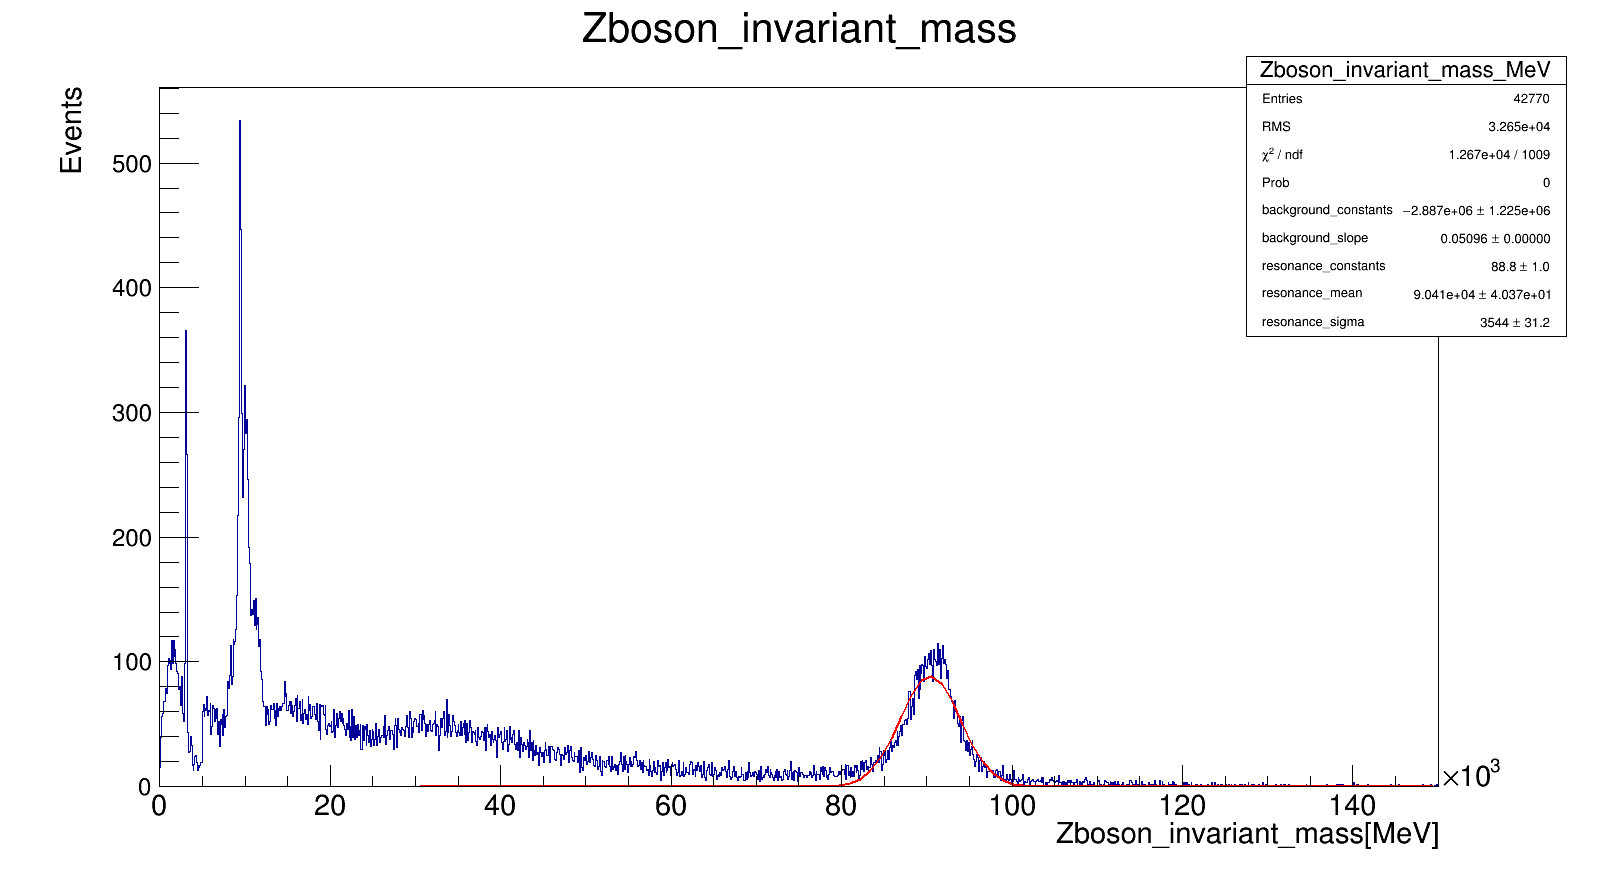 Zboson_invariant_mass
Zboson_invariant_mass_MeV
Entries 42770
RMS 3.265e+04
χ² / ndf 1.267e+04 / 1009
Prob 0
background_constants −2.887e+06 ± 1.225e+06
background_slope 0.05096 ± 0.00000
resonance_constants 88.8 ± 1.0
resonance_mean 9.041e+04 ± 4.037e+01
resonance_sigma 3544 ± 31.2
Events
500
400
300
200
100
0
0 20 40 60 80 100 120 140 ×10³
Zboson_invariant_mass[MeV]